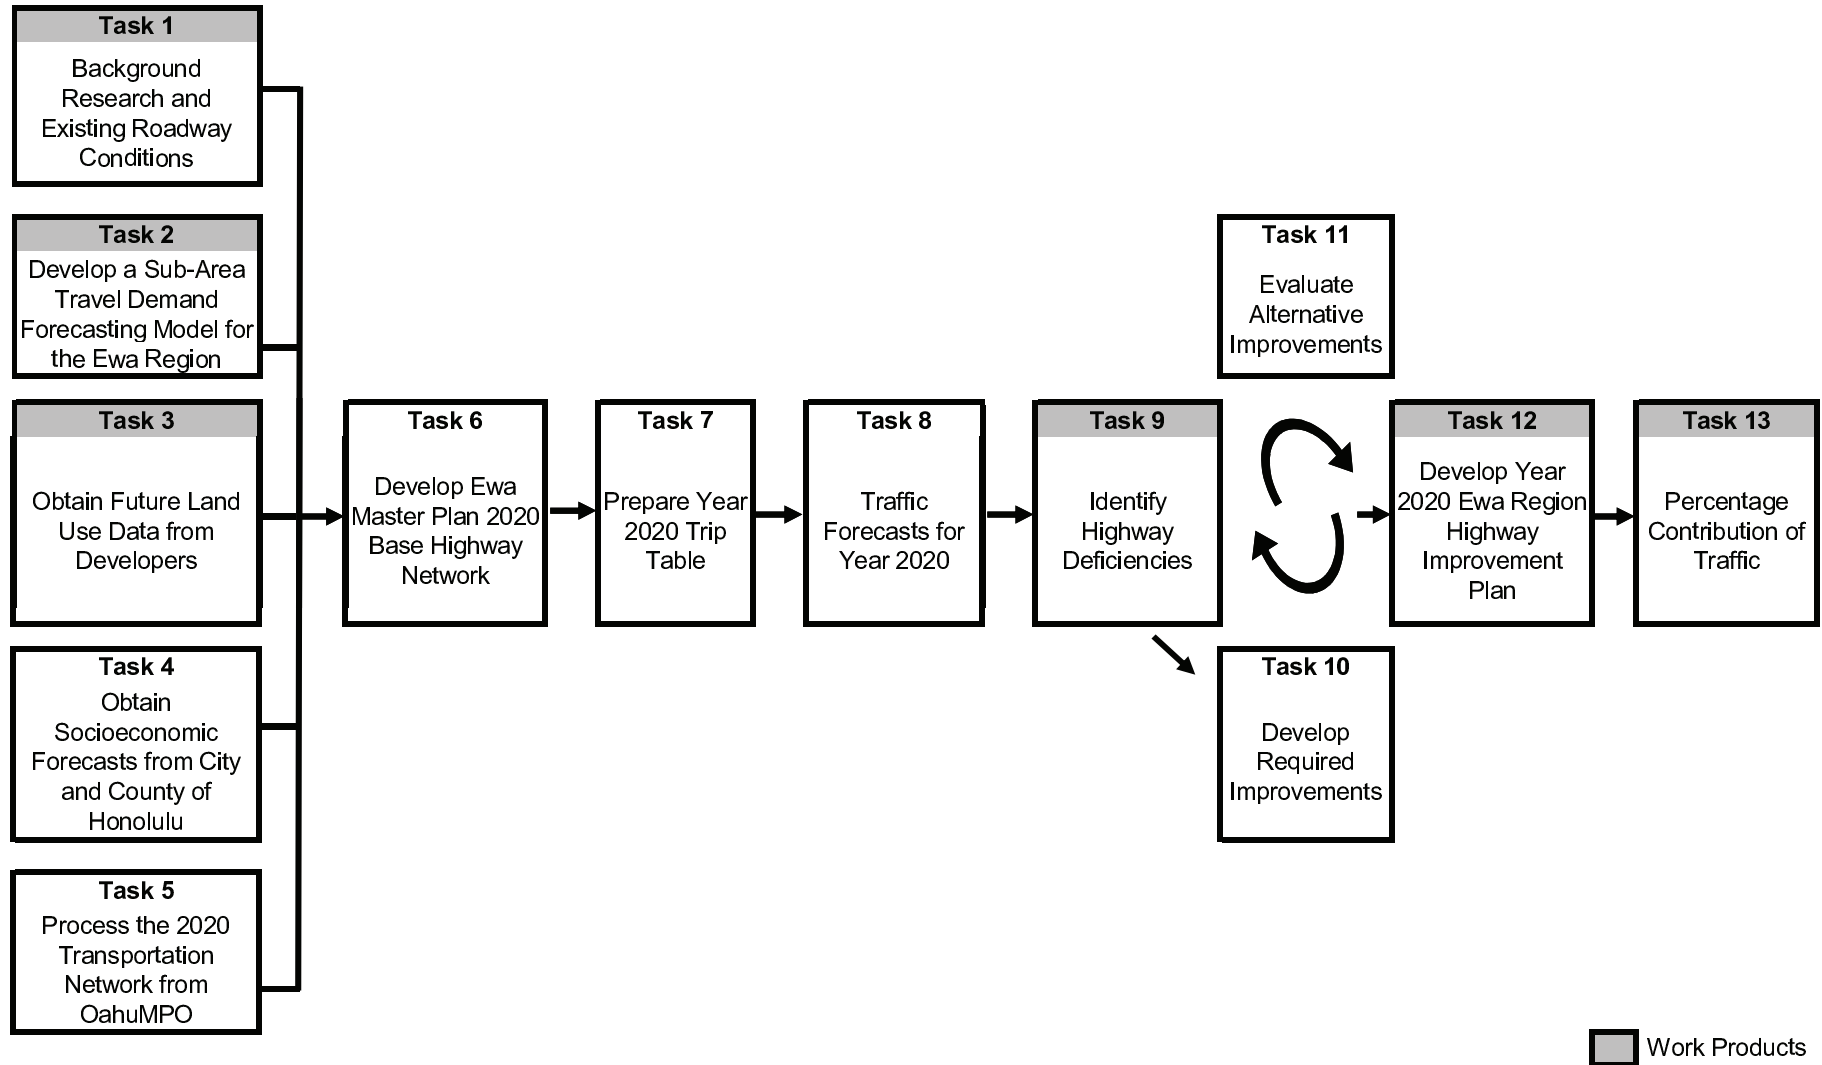 Task 1
Background
Research and
Existing Roadway
Conditions
Task 2
Develop a Sub-Area
Travel Demand
Forecasting Model for
the Ewa Region
Task 3
Obtain Future Land
Use Data from
Developers
Task 4
Obtain
Socioeconomic
Forecasts from City
and County of
Honolulu
Task 5
Process the 2020
Transportation
Network from
OahuMPO
Task 6
Develop Ewa
Master Plan 2020
Base Highway
Network
Task 7
Prepare Year
2020 Trip
Table
Task 8
Traffic
Forecasts for
Year 2020
Task 9
Identify
Highway
Deficiencies
Task 10
Develop
Required
Improvements
Task 11
Evaluate
Alternative
Improvements
Task 12
Develop Year
2020 Ewa Region
Highway
Improvement
Plan
Task 13
Percentage
Contribution of
Traffic
Work Products